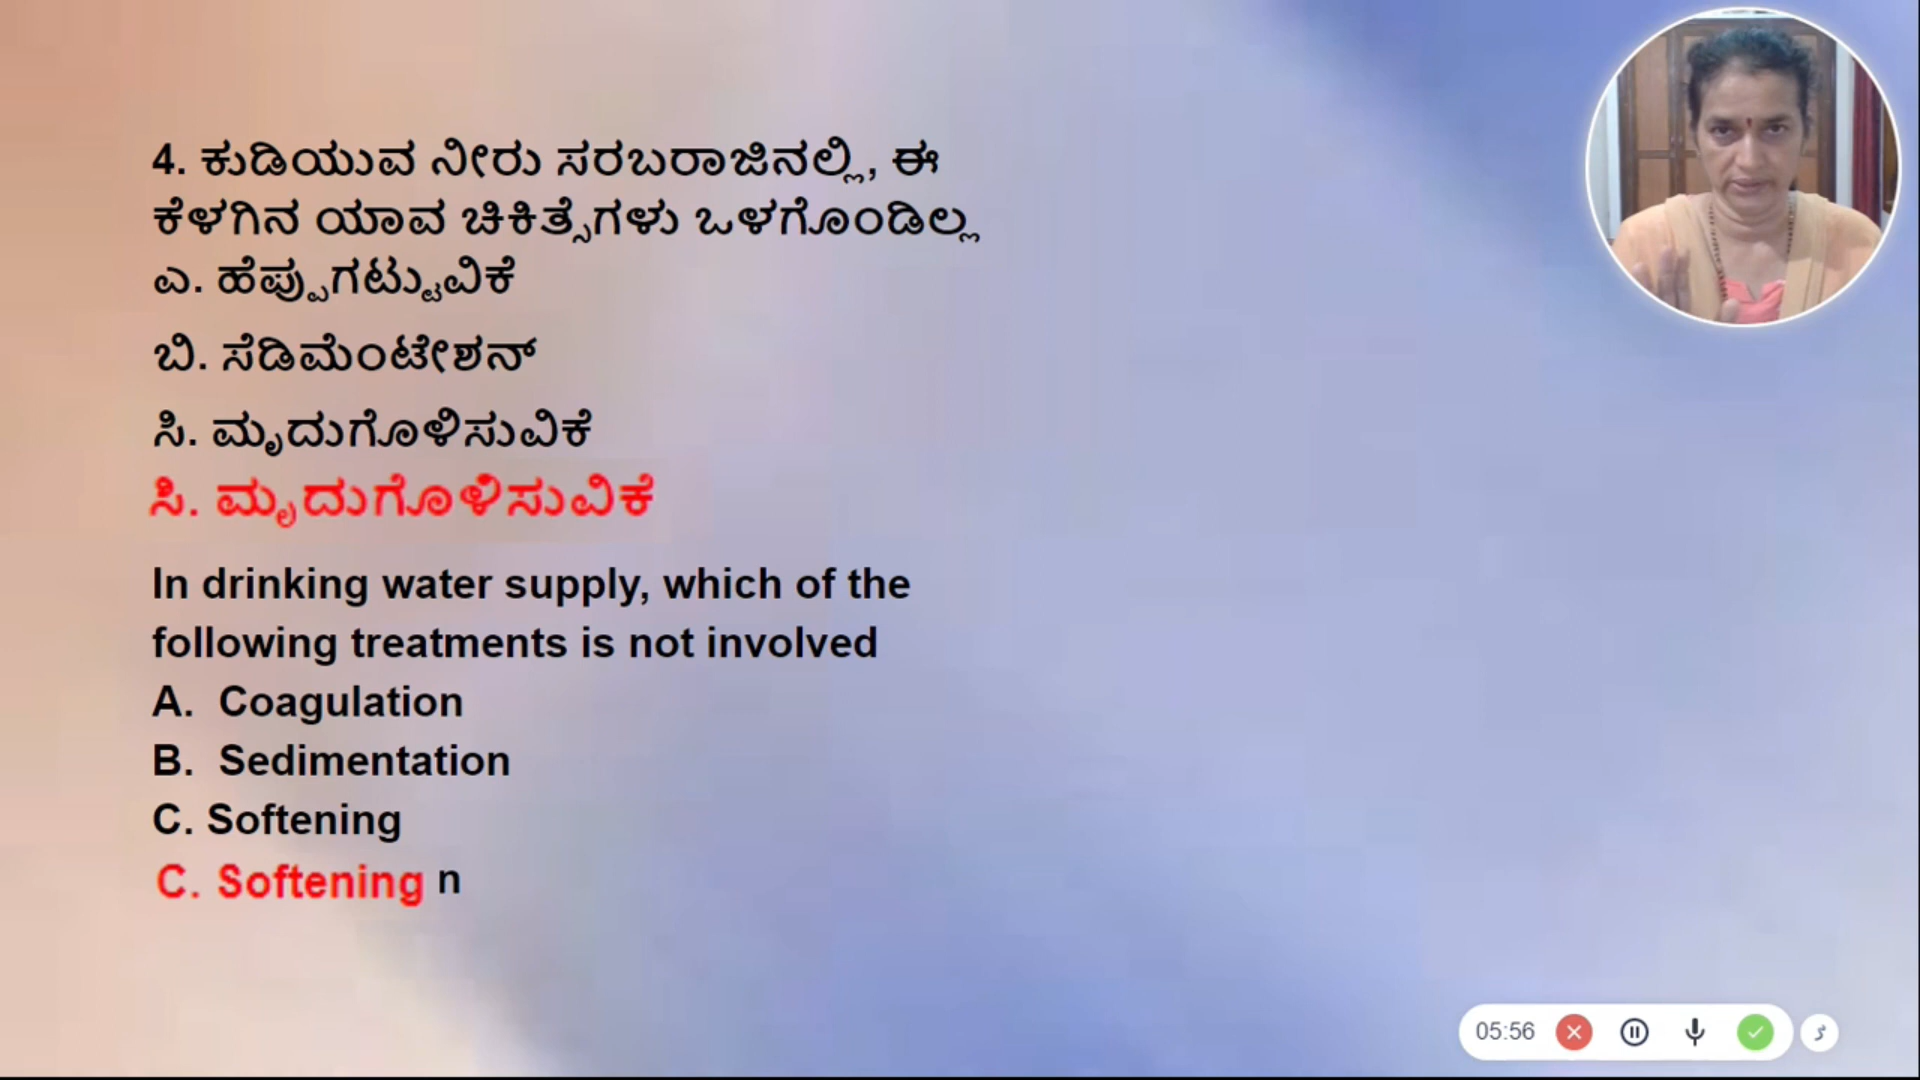 4. ಕುಡಿಯುವ ನೀರು ಸರಬರಾಜಿನಲ್ಲಿ, ಈ
ಕೆಳಗಿನ ಯಾವ ಚಿಕಿತ್ಸೆಗಳು ಒಳಗೊಂಡಿಲ್ಲ
ಎ. ಹೆಪ್ಪುಗಟ್ಟುವಿಕೆ
ಬಿ. ಸೆಡಿಮೆಂಟೇಶನ್
ಸಿ. ಮೃದುಗೊಳಿಸುವಿಕೆ
ಸಿ. ಮೃದುಗೊಳಿಸುವಿಕೆ
In drinking water supply, which of the
following treatments is not involved
A. Coagulation
B. Sedimentation
C. Softening
C. Softening n
05:56